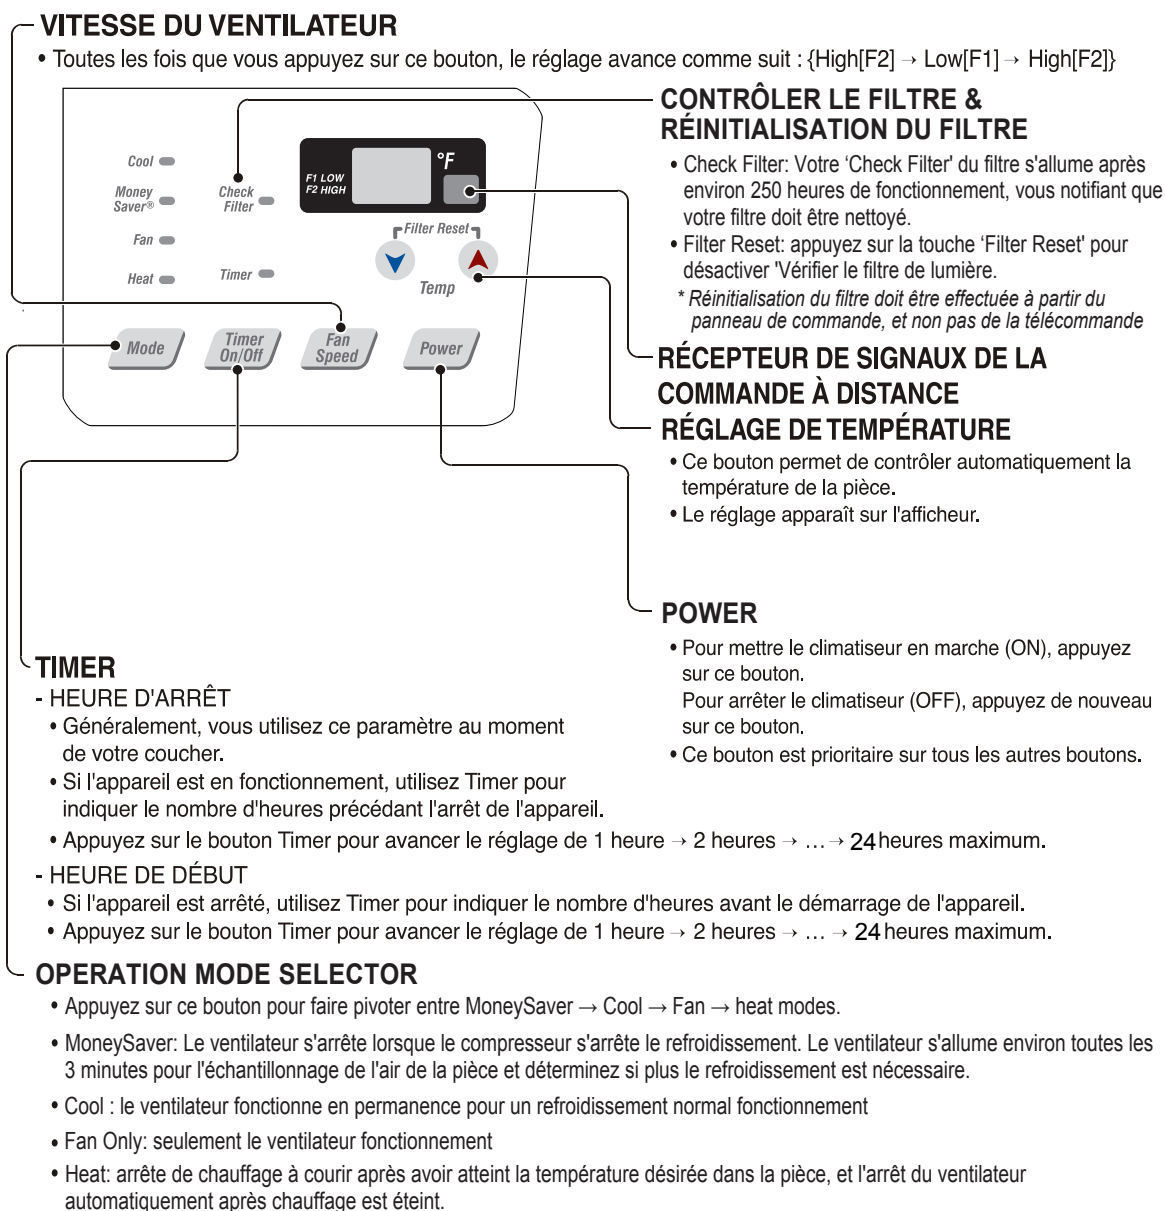 VITESSE DU VENTILATEUR
• Toutes les fois que vous appuyez sur ce bouton, le réglage avance comme suit : {High[F2] → Low[F1] → High[F2]}
Cool
Money
Saver®
Fan
Heat
Check
Filter
Timer
F1 LOW
F2 HIGH
°F
Filter Reset
Temp
Mode
Timer
On/Off
Fan
Speed
Power
CONTRÔLER LE FILTRE &
RÉINITIALISATION DU FILTRE
• Check Filter: Votre ‘Check Filter' du filtre s'allume après
environ 250 heures de fonctionnement, vous notifiant que
votre filtre doit être nettoyé.
• Filter Reset: appuyez sur la touche ‘Filter Reset' pour
désactiver 'Vérifier le filtre de lumière.
* Réinitialisation du filtre doit être effectuée à partir du
panneau de commande, et non pas de la télécommande
RÉCEPTEUR DE SIGNAUX DE LA
COMMANDE À DISTANCE
RÉGLAGE DE TEMPÉRATURE
• Ce bouton permet de contrôler automatiquement la
température de la pièce.
• Le réglage apparaît sur l'afficheur.
POWER
• Pour mettre le climatiseur en marche (ON), appuyez
sur ce bouton.
Pour arrêter le climatiseur (OFF), appuyez de nouveau
sur ce bouton.
• Ce bouton est prioritaire sur tous les autres boutons.
TIMER
- HEURE D'ARRÊT
• Généralement, vous utilisez ce paramètre au moment
de votre coucher.
• Si l'appareil est en fonctionnement, utilisez Timer pour
indiquer le nombre d'heures précédant l'arrêt de l'appareil.
• Appuyez sur le bouton Timer pour avancer le réglage de 1 heure → 2 heures → …→ 24 heures maximum.
- HEURE DE DÉBUT
• Si l'appareil est arrêté, utilisez Timer pour indiquer le nombre d'heures avant le démarrage de l'appareil.
• Appuyez sur le bouton Timer pour avancer le réglage de 1 heure → 2 heures → … → 24 heures maximum.
OPERATION MODE SELECTOR
• Appuyez sur ce bouton pour faire pivoter entre MoneySaver → Cool → Fan → heat modes.
• MoneySaver: Le ventilateur s'arrête lorsque le compresseur s'arrête le refroidissement. Le ventilateur s'allume environ toutes les
3 minutes pour l'échantillonnage de l'air de la pièce et déterminez si plus le refroidissement est nécessaire.
• Cool : le ventilateur fonctionne en permanence pour un refroidissement normal fonctionnement
• Fan Only: seulement le ventilateur fonctionnement
• Heat: arrête de chauffage à courir après avoir atteint la température désirée dans la pièce, et l'arrêt du ventilateur
automatiquement après chauffage est éteint.